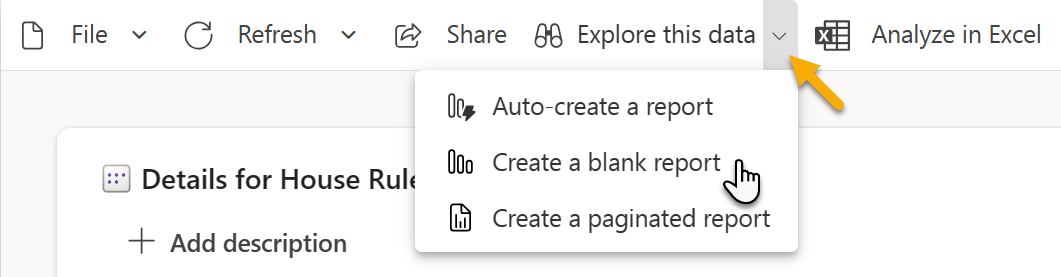 File Refresh Share Explore this data Analyze in Excel
Auto-create a report
Create a blank report
Create a paginated report
Details for House Rule
Add description